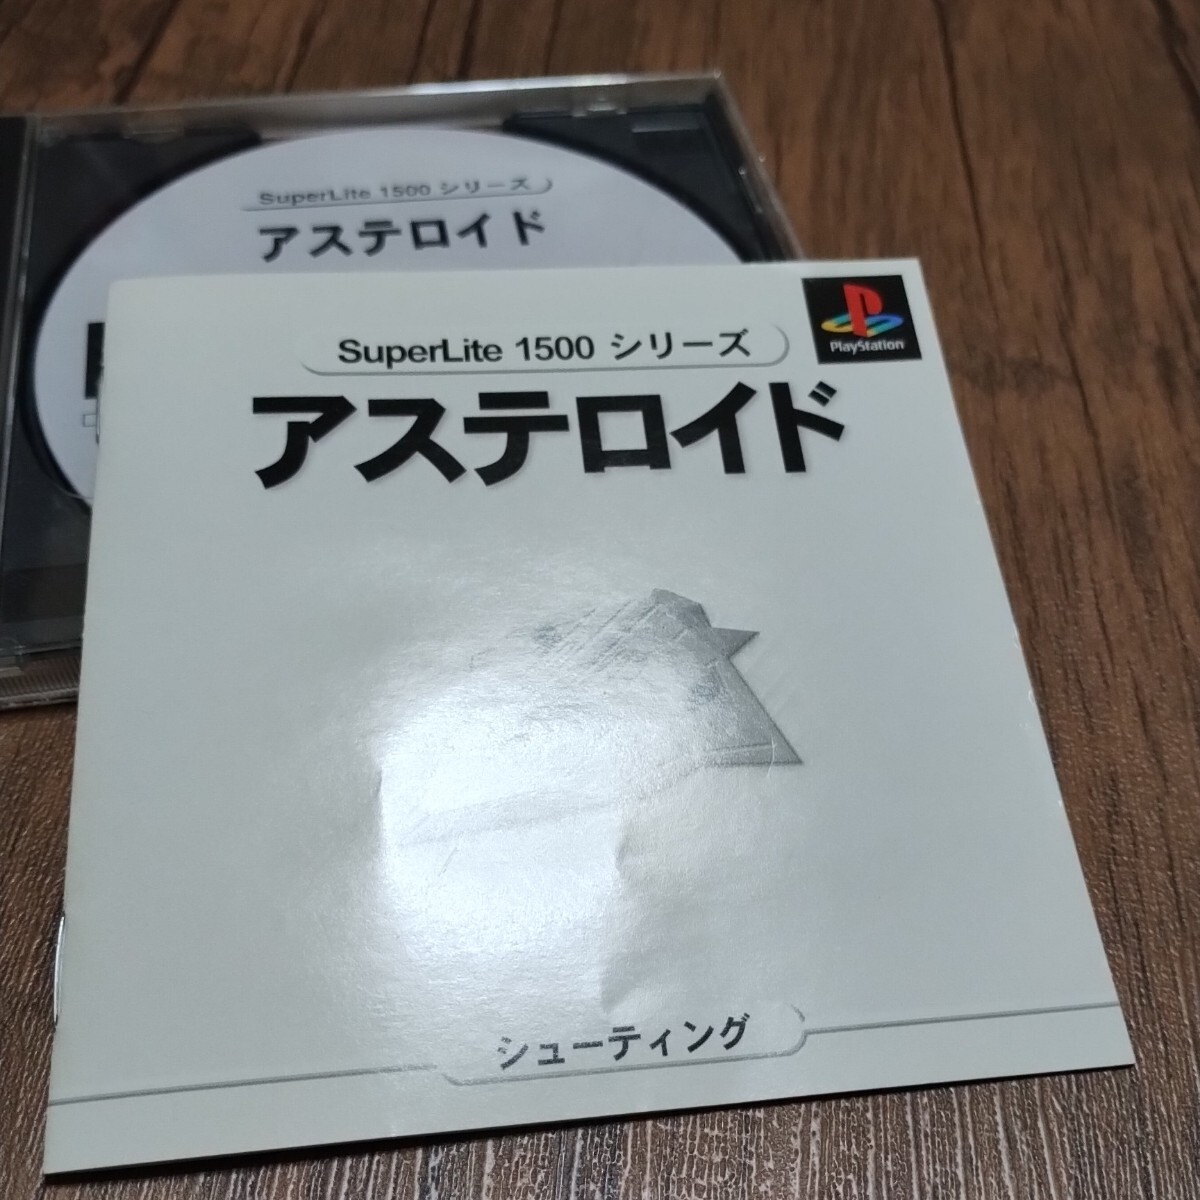 SuperLite 1500 シリーズ
アステロイド
SuperLite 1500 シリーズ
PlayStation
アステロイド
シューティング